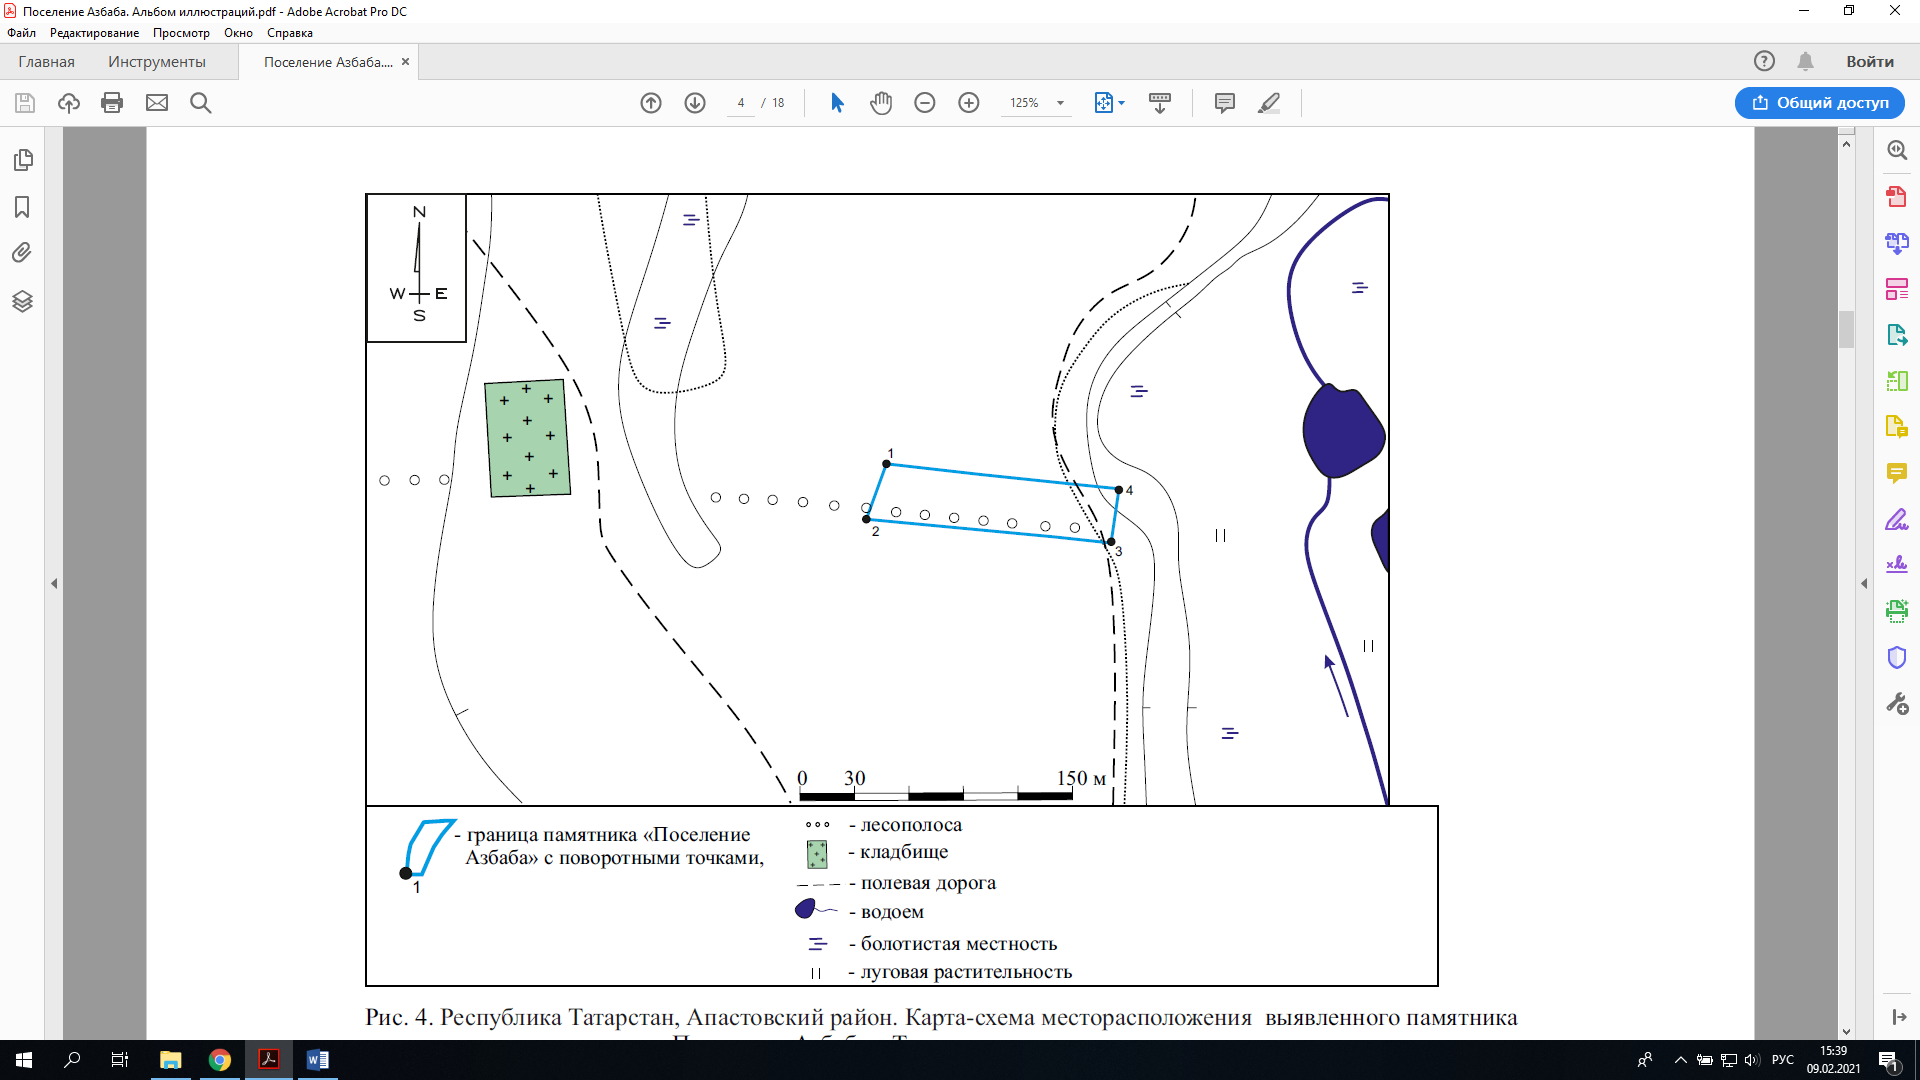 Поселение Азбаба. Альбом иллюстраций.pdf - Adobe Acrobat Pro DC
Файл Редактирование Просмотр Окно Справка
Главная Инструменты Поселение Азбаба.... × Войти
4 / 18 125% Общий доступ
N
W E
S
1
4
2
3
0 30 150 м
- граница памятника «Поселение
Азбаба» с поворотными точками,
1
- лесополоса
- кладбище
- полевая дорога
- водоем
- болотистая местность
- луговая растительность
Рис. 4. Республика Татарстан, Апастовский район. Карта-схема месторасположения выявленного памятника
РУС 15:39
09.02.2021
1